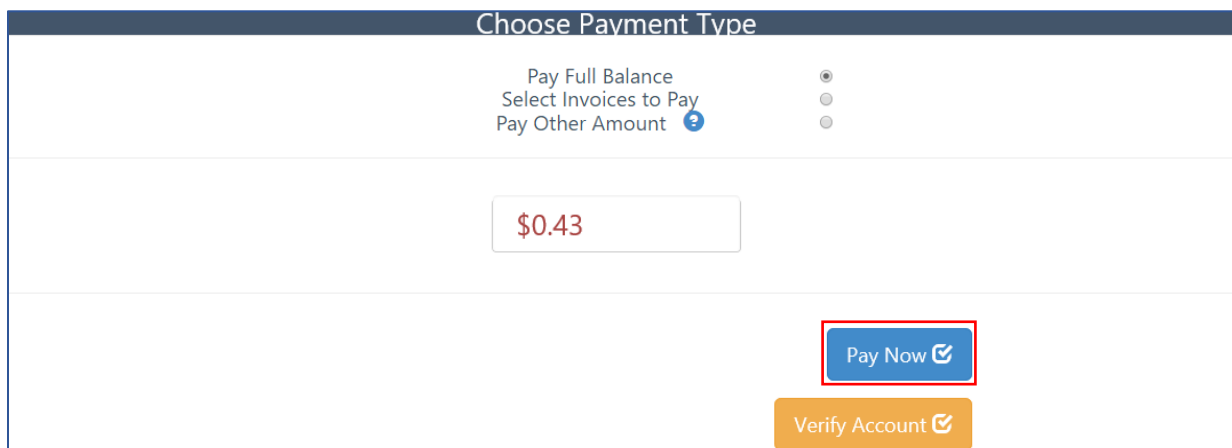 Choose Payment Type
Pay Full Balance
Select Invoices to Pay
Pay Other Amount ?
$0.43
Pay Now
Verify Account